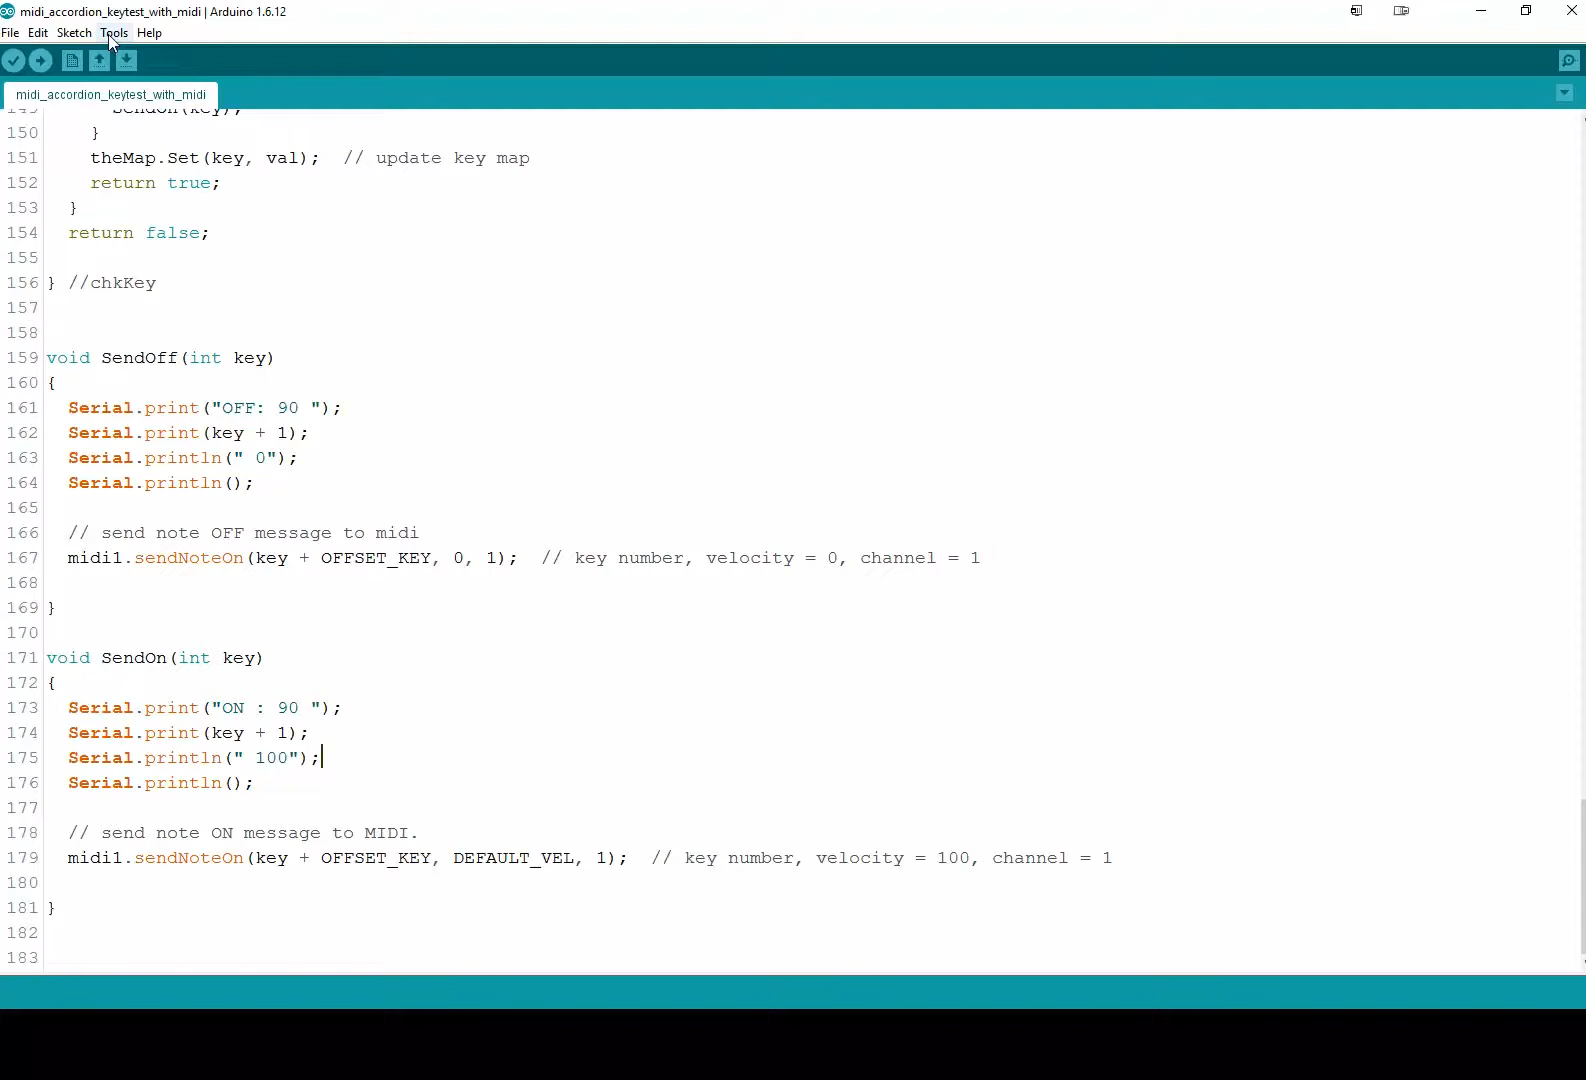 midi_accordion_keytest_with_midi | Arduino 1.6.12
File Edit Sketch Tools Help
midi_accordion_keytest_with_midi
149 SendOn(key);
150 }
151 theMap.Set(key, val); // update key map
152 return true;
153 }
154 return false;
155
156 } //chkKey
157
158
159 void SendOff(int key)
160 {
161 Serial.print("OFF: 90 ");
162 Serial.print(key + 1);
163 Serial.println(" 0");
164 Serial.println();
165
166 // send note OFF message to midi
167 midi1.sendNoteOn(key + OFFSET_KEY, 0, 1); // key number, velocity = 0, channel = 1
168
169 }
170
171 void SendOn(int key)
172 {
173 Serial.print("ON : 90 ");
174 Serial.print(key + 1);
175 Serial.println(" 100");
176 Serial.println();
177
178 // send note ON message to MIDI.
179 midi1.sendNoteOn(key + OFFSET_KEY, DEFAULT_VEL, 1); // key number, velocity = 100, channel = 1
180
181 }
182
183